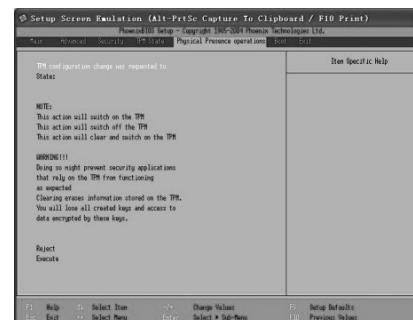 Setup Screen Emulation (Alt-PrtSc Capture To Clipboard / F10 Print)
PhoenixBIOS Setup - Copyright 1985-2004 Phoenix Technologies Ltd.
Main Advanced Security TPM State Physical Presence operations Boot Exit
TPM configuration change was requested to
State:
Item Specific Help
NOTE:
This action will switch on the TPM
This action will switch off the TPM
This action will clear and switch on the TPM
WARNING!!!
Doing so might prevent security applications
that rely on the TPM from functioning
as expected
Clearing erases information stored on the TPM.
You will lose all created keys and access to
data encrypted by these keys.
Reject
Execute
F1 Help Select Item -/+ Change Values F9 Setup Defaults
Esc Exit Select Menu Enter Select ▶ Sub-Menu F10 Previous Values